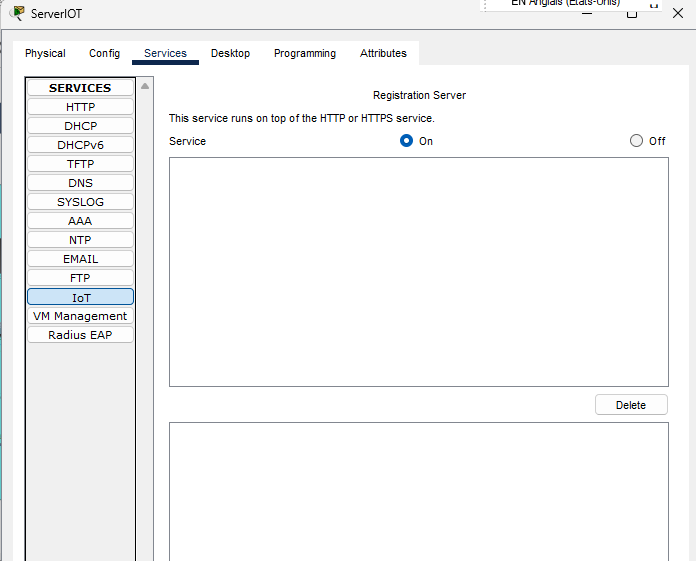 EN Anglais (États-Unis)
ServerIOT
Physical Config Services Desktop Programming Attributes
SERVICES
HTTP
DHCP
DHCPv6
TFTP
DNS
SYSLOG
AAA
NTP
EMAIL
FTP
IoT
VM Management
Radius EAP
Registration Server
This service runs on top of the HTTP or HTTPS service.
Service On Off
Delete